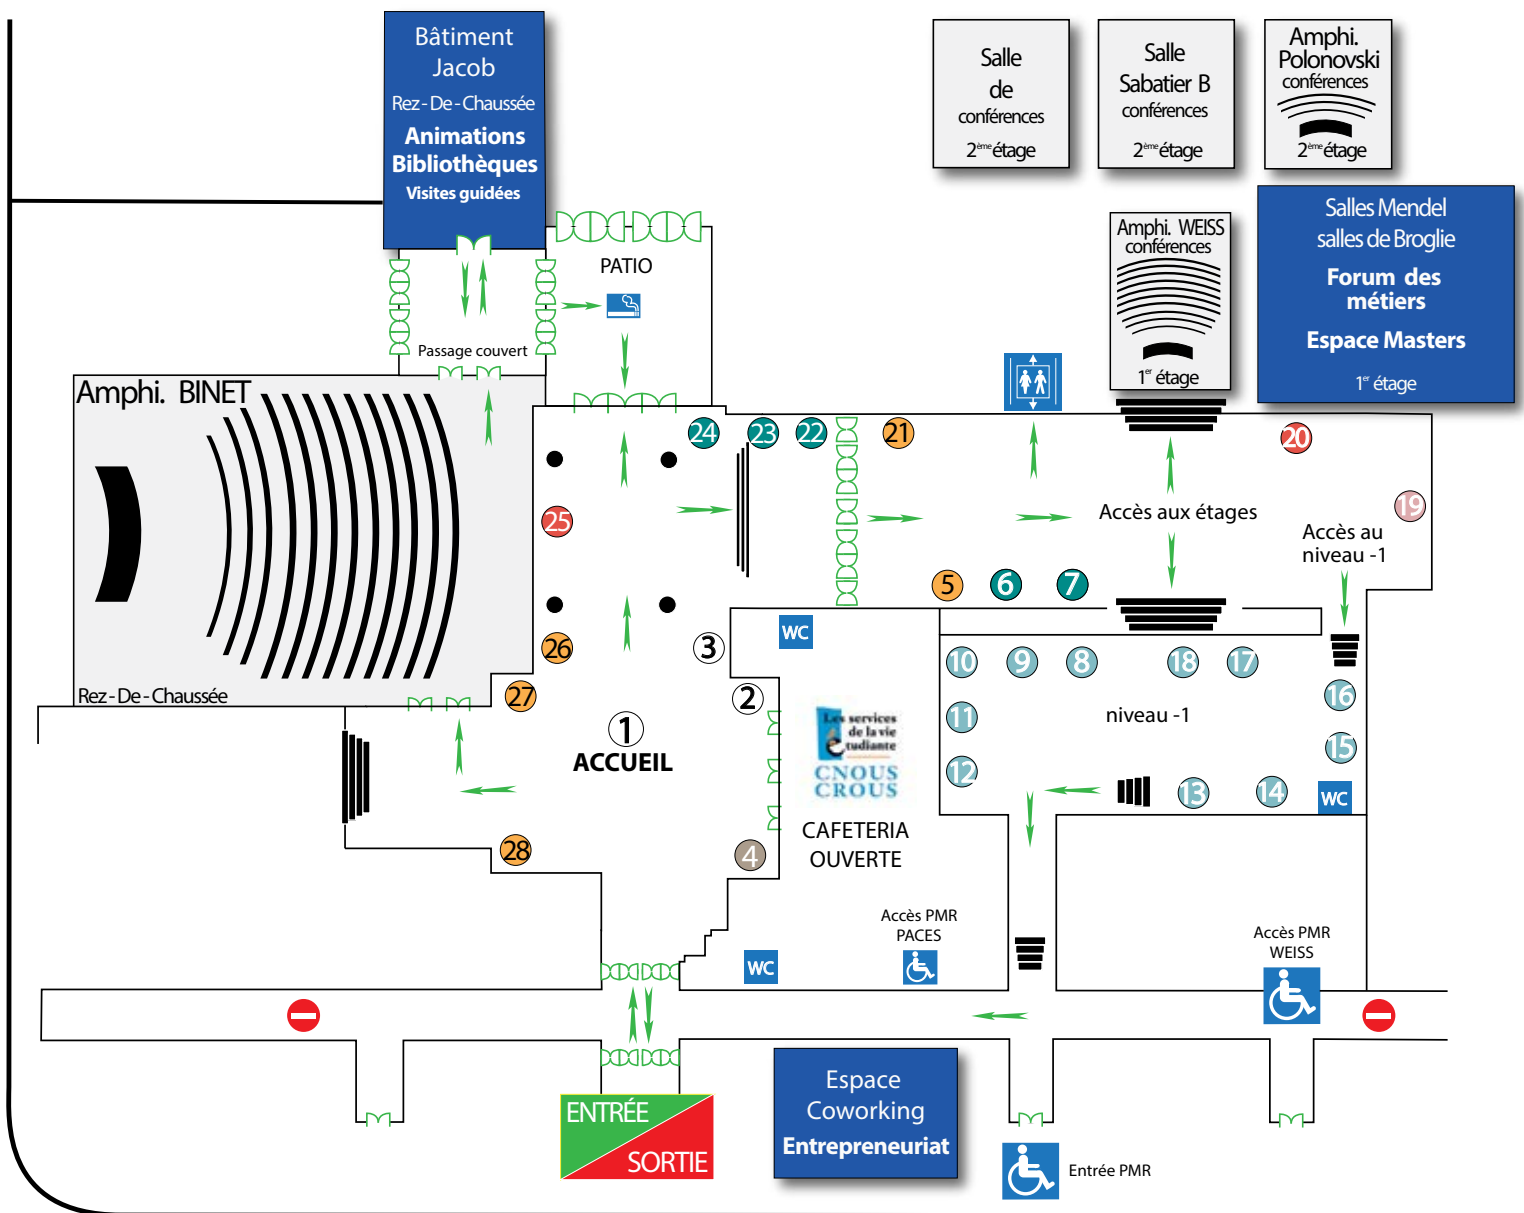 Bâtiment
Jacob
Rez-De-Chaussée
Animations
Bibliothèques
Visites guidées
Salle
de
conférences
2ème étage
Salle
Sabatier B
conférences
2ème étage
Amphi.
Polonovski
conférences
2ème étage
Amphi. WEISS
conférences
1er étage
Salles Mendel
salles de Broglie
Forum des
métiers
Espace Masters
1er étage
PATIO
Passage couvert
Amphi. BINET
Rez-De-Chaussée
24
23
22
21
20
19
25
Accès aux étages
Accès au
niveau -1
5
6
7
26
3
WC
27
2
1
ACCUEIL
10
9
8
18
17
16
11
niveau -1
15
12
13
14
WC
Les services
de la vie
étudiante
CNOUS
CROUS
CAFETERIA
OUVERTE
28
4
Accès PMR
PACES
WC
Accès PMR
WEISS
ENTRÉE
SORTIE
Espace
Coworking
Entrepreneuriat
Entrée PMR